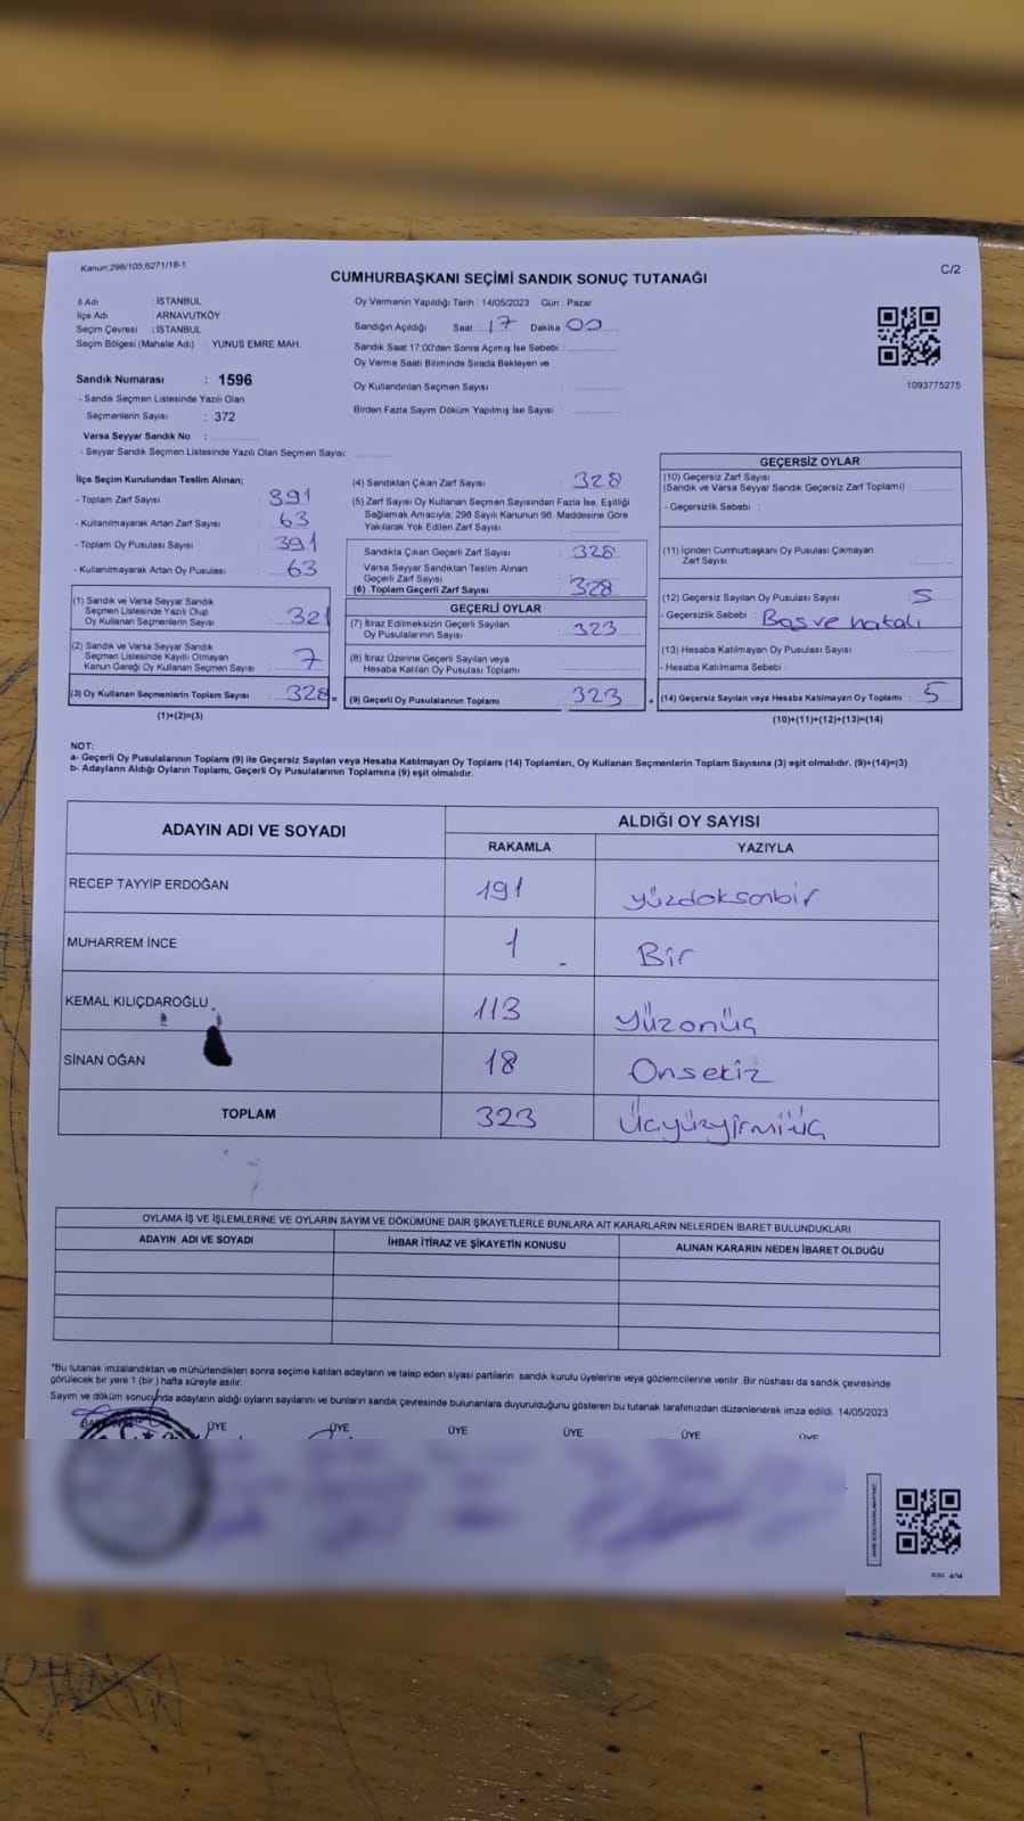 Kanun:298/105,6271/18-1
C/2
CUMHURBAŞKANI SEÇİMİ SANDIK SONUÇ TUTANAĞI
İl Adı : İSTANBUL
İlçe Adı : ARNAVUTKÖY
Seçim Çevresi : İSTANBUL
Seçim Bölgesi (Mahalle Adı) YUNUS EMRE MAH.
Oy Vermenin Yapıldığı Tarih : 14/05/2023 Gün : Pazar
Sandığın Açıldığı Saat 17 Dakika 00
Sandık Saat 17:00'den Sonra Açılmış İse Sebebi :
Oy Verme Saati Bitiminde Sırada Bekleyen ve
Oy Kullandırılan Seçmen Sayısı :
Birden Fazla Sayım Döküm Yapılmış İse Sayısı
1093775275
Sandık Numarası : 1596
- Sandık Seçmen Listesinde Yazılı Olan
Seçmenlerin Sayısı : 372
Varsa Seyyar Sandık No :
- Seyyar Sandık Seçmen Listesinde Yazılı Olan Seçmen Sayısı:
İlçe Seçim Kurulundan Teslim Alınan;
- Toplam Zarf Sayısı 391
- Kullanılmayarak Artan Zarf Sayısı 63
- Toplam Oy Pusulası Sayısı 391
- Kullanılmayarak Artan Oy Pusulası : 63
(1) Sandık ve Varsa Seyyar Sandık
Seçmen Listesinde Yazılı Olup
Oy Kullanan Seçmenlerin Sayısı 321
(2) Sandık ve Varsa Seyyar Sandık
Seçmen Listesinde Kayıtlı Olmayan
Kanun Gereği Oy Kullanan Seçmen Sayısı 7
(3) Oy Kullanan Seçmenlerin Toplam Sayısı 328 =
(1)+(2)=(3)
(4) Sandıktan Çıkan Zarf Sayısı 328
(5) Zarf Sayısı Oy Kullanan Seçmen Sayısından Fazla İse, Eşitliği
Sağlamak Amacıyla, 298 Sayılı Kanunun 98. Maddesine Göre
Yakılarak Yok Edilen Zarf Sayısı
Sandıkta Çıkan Geçerli Zarf Sayısı 328
Varsa Seyyar Sandıktan Teslim Alınan
Geçerli Zarf Sayısı
(6) Toplam Geçerli Zarf Sayısı 328
GEÇERLİ OYLAR
(7) İtiraz Edilmeksizin Geçerli Sayılan
Oy Pusulalarının Sayısı 323
(8) İtiraz Üzerine Geçerli Sayılan veya
Hesaba Katılan Oy Pusulası Toplamı
(9) Geçerli Oy Pusulalarının Toplamı 323 +
GEÇERSİZ OYLAR
(10) Geçersiz Zarf Sayısı
(Sandık ve Varsa Seyyar Sandık Geçersiz Zarf Toplamı)
- Geçersizlik Sebebi :
(11) İçinden Cumhurbaşkanı Oy Pusulası Çıkmayan
Zarf Sayısı
(12) Geçersiz Sayılan Oy Pusulası Sayısı 5
- Geçersizlik Sebebi : Boş ve hatalı
(13) Hesaba Katılmayan Oy Pusulası Sayısı
- Hesaba Katılmama Sebebi :
(14) Geçersiz Sayılan veya Hesaba Katılmayan Oy Toplamı : 5
(10)+(11)+(12)+(13)=(14)
NOT:
a- Geçerli Oy Pusulalarının Toplamı (9) ile Geçersiz Sayılan veya Hesaba Katılmayan Oy Toplamı (14) Toplamları, Oy Kullanan Seçmenlerin Toplam Sayısına (3) eşit olmalıdır. (9)+(14)=(3)
b- Adayların Aldığı Oyların Toplamı, Geçerli Oy Pusulalarının Toplamına (9) eşit olmalıdır.
ADAYIN ADI VE SOYADI
ALDIĞI OY SAYISI
RAKAMLA YAZIYLA
RECEP TAYYİP ERDOĞAN 191 yüzdoksanbir
MUHARREM İNCE 1 Bir
KEMAL KILIÇDAROĞLU 113 Yüzonüç
SİNAN OĞAN 18 Onsekiz
TOPLAM 323 Üçyüzyirmiüç
OYLAMA İŞ VE İŞLEMLERİNE VE OYLARIN SAYIM VE DÖKÜMÜNE DAİR ŞİKAYETLERLE BUNLARA AİT KARARLARIN NELERDEN İBARET BULUNDUKLARI
ADAYIN ADI VE SOYADI İHBAR İTİRAZ VE ŞİKAYETİN KONUSU ALINAN KARARIN NEDEN İBARET OLDUĞU
*Bu tutanak imzalandıktan ve mühürlendikten sonra seçime katılan adayların ve talep eden siyasi partilerin sandık kurulu üyelerine veya gözlemcilerine verilir. Bir nüshası da sandık çevresinde
görülecek bir yere 1 (bir) hafta süreyle asılır.
Sayım ve döküm sonucunda adayların aldığı oyların sayılarını ve bunların sandık çevresinde bulunanlara duyurulduğunu gösteren bu tutanak tarafımızdan düzenlenerek imza edildi. 14/05/2023
ÜYE ÜYE ÜYE ÜYE ÜYE ÜYE